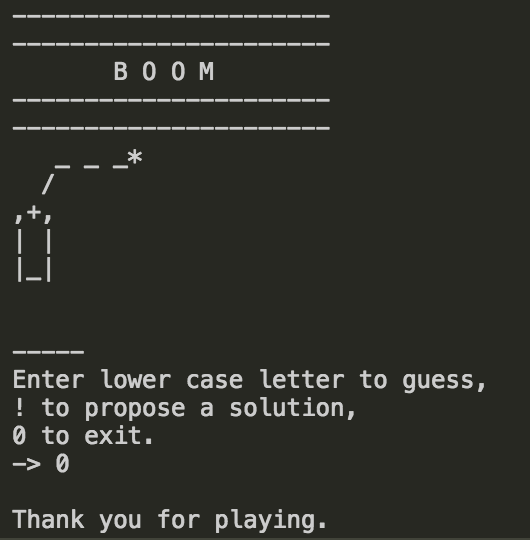 ----------------------
----------------------
       B O O M
----------------------
----------------------
   _ _ _*
  /
,+,
| |
|_|
-----
Enter lower case letter to guess,
! to propose a solution,
0 to exit.
-> 0
Thank you for playing.